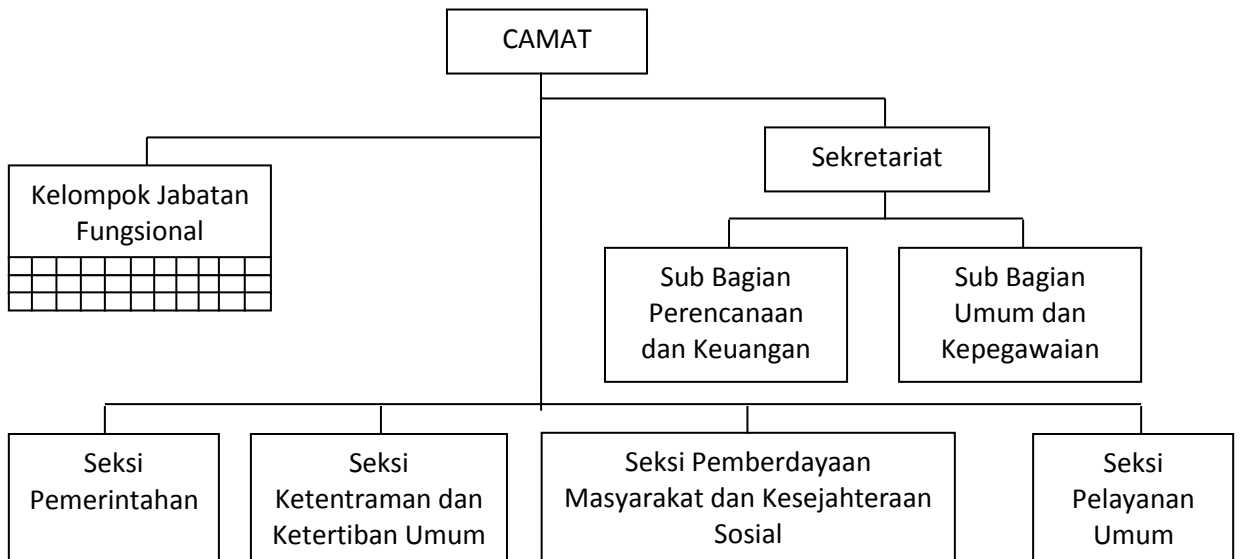 CAMAT
Sekretariat
Kelompok Jabatan
Fungsional
Sub Bagian
Perencanaan
dan Keuangan
Sub Bagian
Umum dan
Kepegawaian
Seksi
Pemerintahan
Seksi
Ketentraman dan
Ketertiban Umum
Seksi Pemberdayaan
Masyarakat dan Kesejahteraan
Sosial
Seksi
Pelayanan
Umum